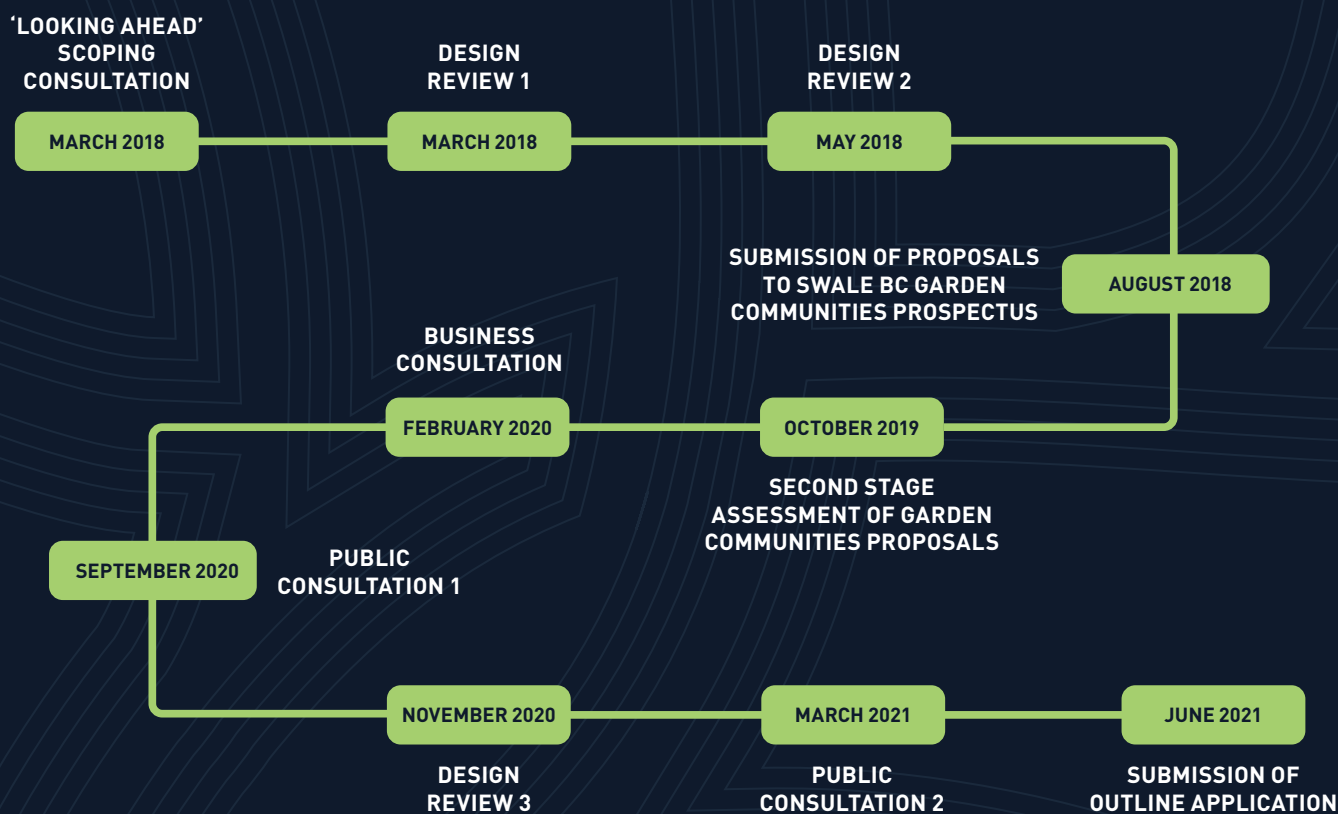 ‘LOOKING AHEAD’
SCOPING
CONSULTATION
MARCH 2018
DESIGN
REVIEW 1
MARCH 2018
DESIGN
REVIEW 2
MAY 2018
SUBMISSION OF PROPOSALS
TO SWALE BC GARDEN
COMMUNITIES PROSPECTUS
AUGUST 2018
OCTOBER 2019
SECOND STAGE
ASSESSMENT OF GARDEN
COMMUNITIES PROPOSALS
BUSINESS
CONSULTATION
FEBRUARY 2020
SEPTEMBER 2020
PUBLIC
CONSULTATION 1
NOVEMBER 2020
DESIGN
REVIEW 3
MARCH 2021
PUBLIC
CONSULTATION 2
JUNE 2021
SUBMISSION OF
OUTLINE APPLICATION